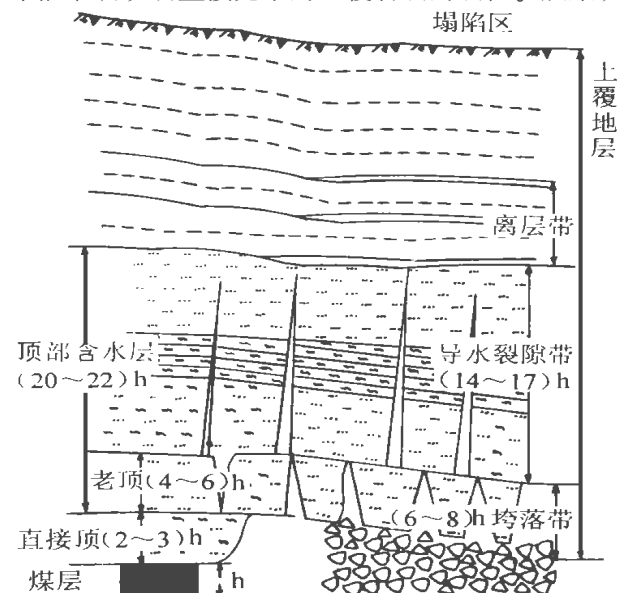 塌陷区
上覆地层
离层带
顶部含水层
(20～22)h
导水裂隙带
(14～17)h
老顶(4～6)h
(6～8)h 垮落带
直接顶(2～3)h
煤层
h